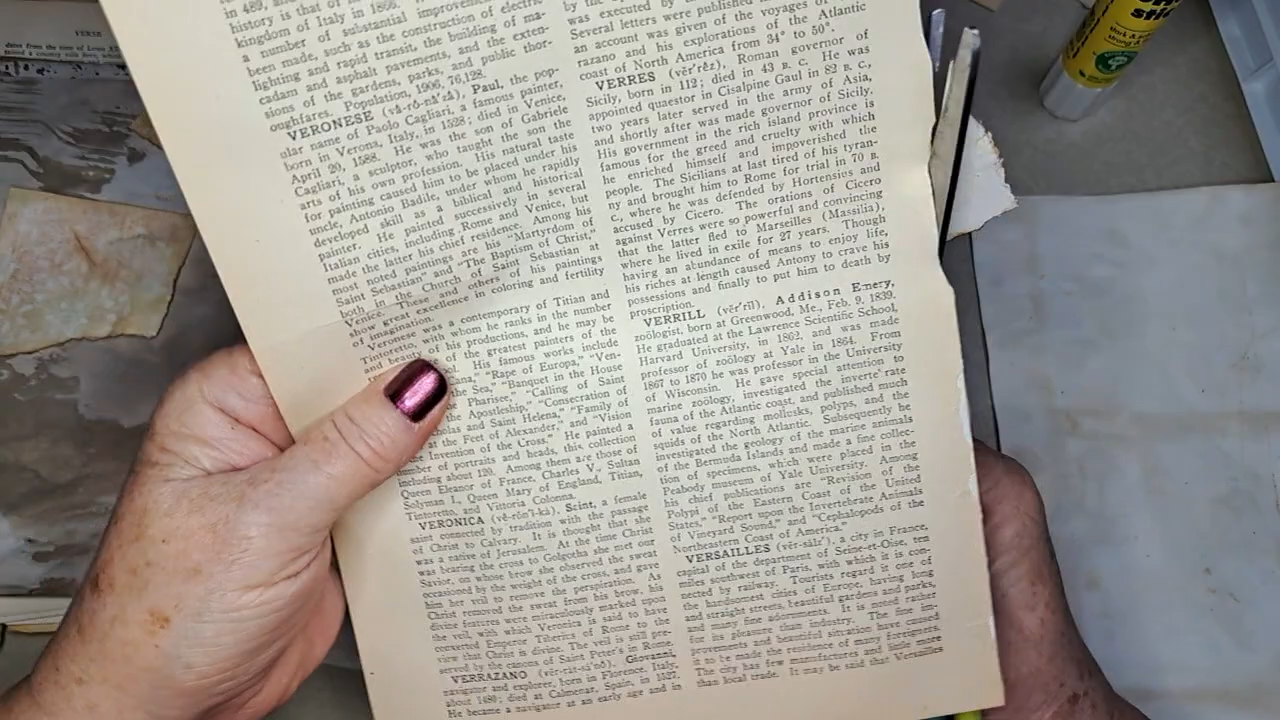 VERSE
in 489, and
history is that of
kingdom of Italy in 1866.
number of substantial improvem
been made, such as the construction of electric
lighting and rapid transit, the building of ma-
cadam and asphalt pavements, and the exten-
sions of the gardens, parks, and public thor-
oughfares. Population, 1906, 76,128.
VERONESE (vā-rō-nā'zā), Paul, the pop-
ular name of Paolo Cagliari, a famous painter,
born in Verona, Italy, in 1528; died in Venice,
April 20, 1588. He was the son of Gabriele
Cagliari, a sculptor, who taught the son the
arts of his own profession. His natural taste
for painting caused him to be placed under his
uncle, Antonio Badile, under whom he rapidly
developed skill as a biblical and historical
painter. He painted successively in several
Italian cities, including Rome and Venice, but
made the latter his chief residence. Among his
most noted paintings are his "Martyrdom of
Saint Sebastian" and "The Baptism of Christ,"
both in the Church of Saint Sebastian at
Venice. These and others of his paintings
show great excellence in coloring and fertility
of imagination.
Veronese was a contemporary of Titian and
Tintoretto, with whom he ranks in the number
and beauty of his productions, and he may be
of the greatest painters of the
His famous works include
"Rape of Europa," "Ven-
the Sea," "Banquet in the House
Pharisee," "Calling of Saint
the Apostleship," "Consecration of
and Saint Helena," "Family of
at the Feet of Alexander," and "Vision
Invention of the Cross." He painted a
number of portraits and heads, this collection
including about 120. Among them are those of
Queen Eleanor of France, Charles V., Sultan
Solyman I., Queen Mary of England, Titian,
Tintoretto, and Vittoria Colonna.
VERONICA (vē-rŏn'ĭ-kȧ), Saint, a female
saint connected by tradition with the passage
of Christ to Calvary. It is thought that she
was a native of Jerusalem. At the time Christ
was bearing the cross to Golgotha she met our
Savior, on whose brow she observed the sweat
occasioned by the weight of the cross, and gave
him her veil to remove the perspiration. As
Christ removed the sweat from his brow, his
divine features were miraculously marked upon
the veil, with which Veronica is said to have
converted Emperor Tiberius of Rome to the
view that Christ is divine. The veil is still pre-
served by the canons of Saint Peter's in Rome.
VERRAZANO (vĕr-rä-tsä'nō), Giovanni,
navigator and explorer, born in Florence, Italy,
about 1480; died at Calmenar, Spain, in 1527.
He became a navigator at an early age and in
by the
was executed by
Several letters were published
an account was given of the voyages of
razano and his explorations of the Atlantic
coast of North America from 34° to 50°.
VERRES (vĕr'rēz), Roman governor of
Sicily, born in 112; died in 43 B. C. He was
appointed quaestor in Cisalpine Gaul in 82 B. C.,
two years later served in the army of Asia,
and shortly after was made governor of Sicily.
His government in the rich island province is
famous for the greed and cruelty with which
he enriched himself and impoverished the
people. The Sicilians at last tired of his tyran-
ny and brought him to Rome for trial in 70 B.
C., where he was defended by Hortensius and
accused by Cicero. The orations of Cicero
against Verres were so powerful and convincing
that the latter fled to Marseilles (Massilia),
where he lived in exile for 27 years. Though
having an abundance of means to enjoy life,
his riches at length caused Antony to crave his
possessions and finally to put him to death by
proscription.
VERRILL (vĕr'rĭl), Addison Emery,
zoölogist, born at Greenwood, Me., Feb. 9, 1839.
He graduated at the Lawrence Scientific School,
Harvard University, in 1862, and was made
professor of zoölogy at Yale in 1864. From
1867 to 1870 he was professor in the University
of Wisconsin. He gave special attention to
marine zoölogy, investigated the inverte rate
fauna of the Atlantic coast, and published much
of value regarding mollusks, polyps, and the
squids of the North Atlantic. Subsequently he
investigated the geology of the marine animals
of the Bermuda Islands and made a fine collec-
tion of specimens, which were placed in the
Peabody museum of Yale University. Among
his chief publications are "Revision of the
Polypi of the Eastern Coast of the United
States," "Report upon the Invertebrate Animals
of Vineyard Sound," and "Cephalopods of the
Northeastern Coast of America."
VERSAILLES (vĕr-sālz'), a city in France,
capital of the department of Seine-et-Oise, ten
miles southwest of Paris, with which it is con-
nected by railway. Tourists regard it one of
the handsomest cities of Europe, having long
and straight streets, beautiful gardens and parks,
and many fine adornments. It is noted rather
for its pleasures than industry. The fine im-
provements and beautiful situation have caused
it to be made the residence of many foreigners.
The city has few manufactures and little more
than local trade. It may be said that Versailles